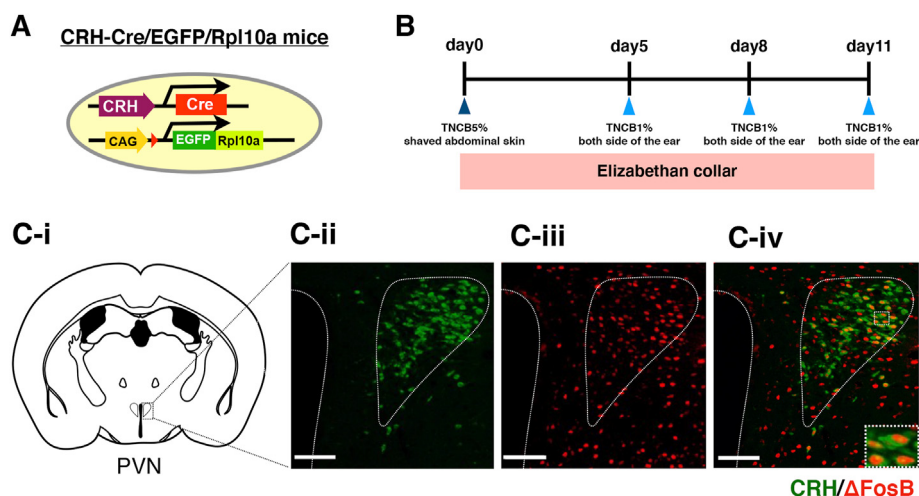 A
CRH-Cre/EGFP/Rpl10a mice
CRH
Cre
CAG
EGFP
Rpl10a
B
day0
day5
day8
day11
TNCB5%
shaved abdominal skin
TNCB1%
both side of the ear
TNCB1%
both side of the ear
TNCB1%
both side of the ear
Elizabethan collar
C-i
C-ii
C-iii
C-iv
PVN
CRH/ΔFosB